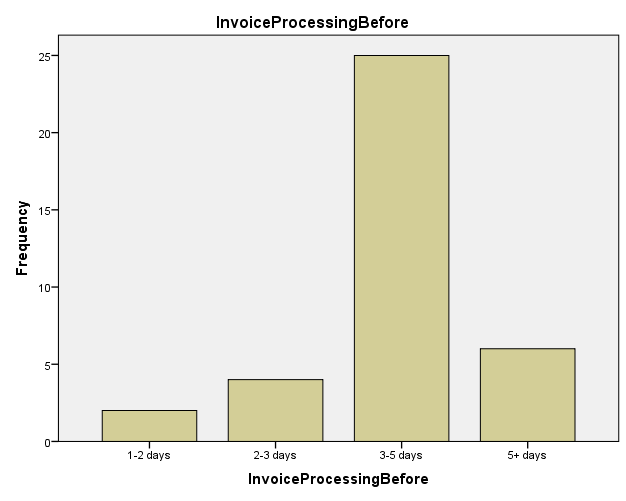 InvoiceProcessingBefore
Frequency
25
20
15
10
5
0
1-2 days 2-3 days 3-5 days 5+ days
InvoiceProcessingBefore